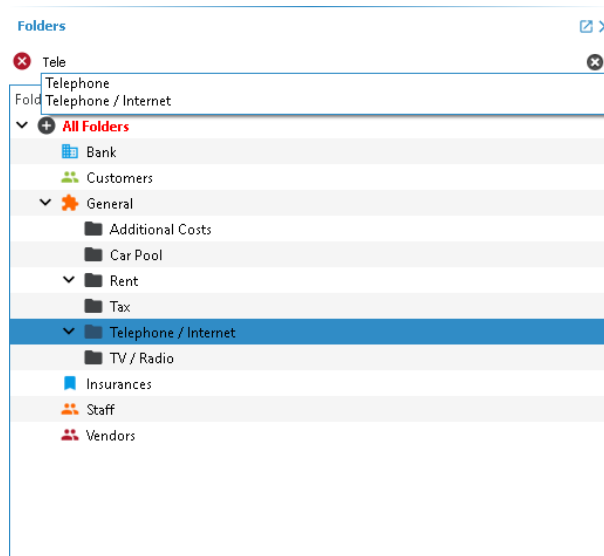 Folders
Tele
Telephone
Telephone / Internet
Fold
All Folders
Bank
Customers
General
Additional Costs
Car Pool
Rent
Tax
Telephone / Internet
TV / Radio
Insurances
Staff
Vendors